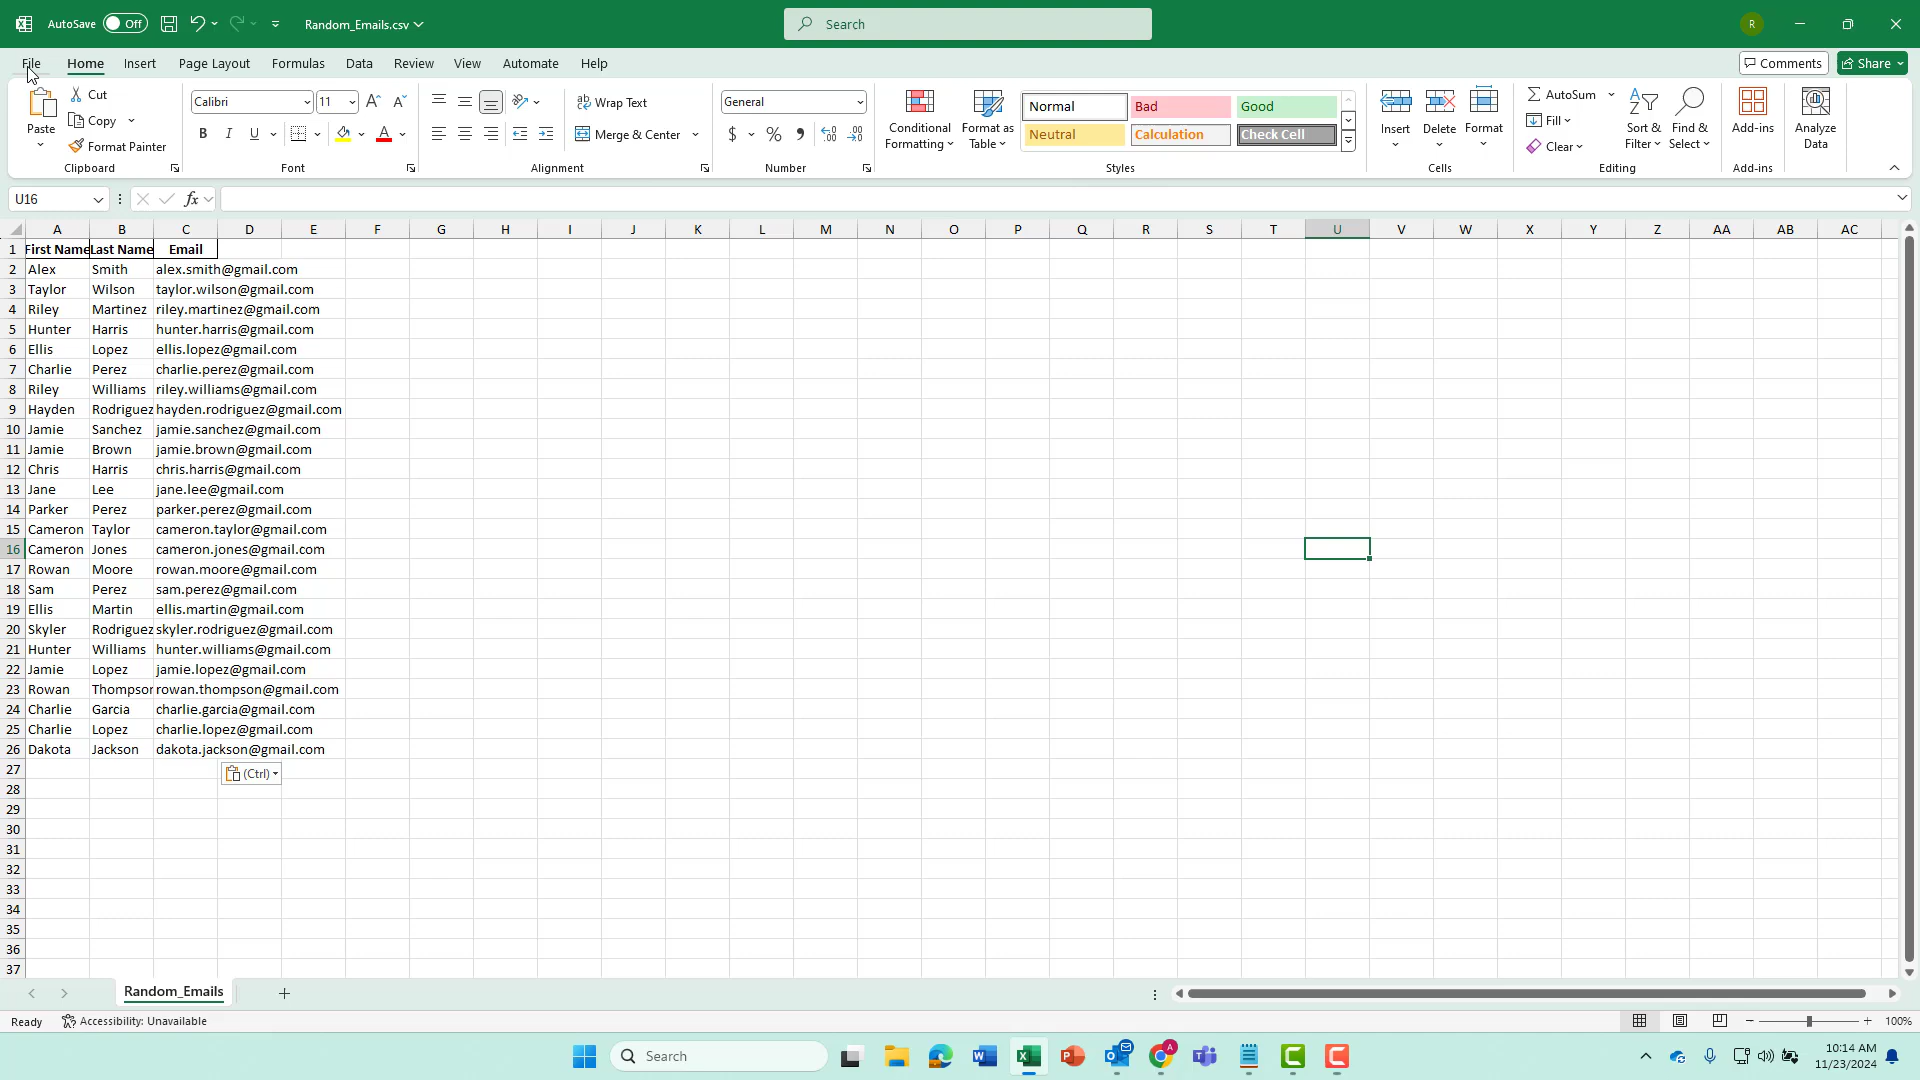 AutoSave Off Random_Emails.csv Search R
File Home Insert Page Layout Formulas Data Review View Automate Help Comments Share
Paste Cut Copy Format Painter Clipboard
Calibri 11 B I U A Font
Wrap Text Merge & Center Alignment
General $ % Number
Conditional Formatting Format as Table
Normal Bad Good
Neutral Calculation Check Cell
Styles
Insert Delete Format Cells
AutoSum Fill Clear Sort & Filter Find & Select Editing
Add-ins Add-ins
Analyze Data
U16 fx
A B C D E F G H I J K L M N O P Q R S T U V W X Y Z AA AB AC
1 First Name Last Name Email
2 Alex Smith alex.smith@gmail.com
3 Taylor Wilson taylor.wilson@gmail.com
4 Riley Martinez riley.martinez@gmail.com
5 Hunter Harris hunter.harris@gmail.com
6 Ellis Lopez ellis.lopez@gmail.com
7 Charlie Perez charlie.perez@gmail.com
8 Riley Williams riley.williams@gmail.com
9 Hayden Rodriguez hayden.rodriguez@gmail.com
10 Jamie Sanchez jamie.sanchez@gmail.com
11 Jamie Brown jamie.brown@gmail.com
12 Chris Harris chris.harris@gmail.com
13 Jane Lee jane.lee@gmail.com
14 Parker Perez parker.perez@gmail.com
15 Cameron Taylor cameron.taylor@gmail.com
16 Cameron Jones cameron.jones@gmail.com
17 Rowan Moore rowan.moore@gmail.com
18 Sam Perez sam.perez@gmail.com
19 Ellis Martin ellis.martin@gmail.com
20 Skyler Rodriguez skyler.rodriguez@gmail.com
21 Hunter Williams hunter.williams@gmail.com
22 Jamie Lopez jamie.lopez@gmail.com
23 Rowan Thompson rowan.thompson@gmail.com
24 Charlie Garcia charlie.garcia@gmail.com
25 Charlie Lopez charlie.lopez@gmail.com
26 Dakota Jackson dakota.jackson@gmail.com
27 (Ctrl)
28
29
30
31
32
33
34
35
36
37
Random_Emails
Ready Accessibility: Unavailable 100%
Search 10:14 AM
11/23/2024